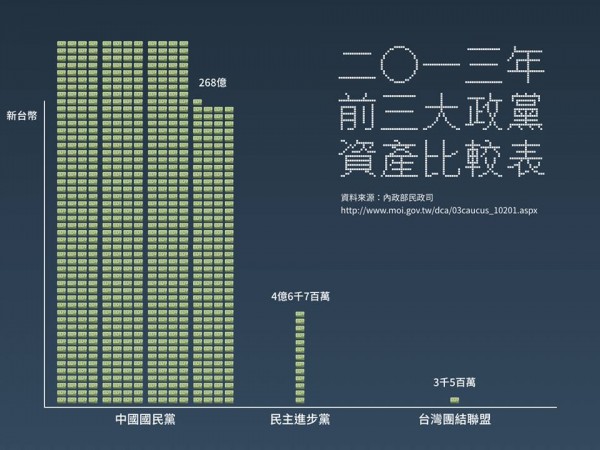 二〇一三年
前三大政黨
資產比較表
資料來源：內政部民政司
http://www.moi.gov.tw/dca/03caucus_10201.aspx
268億
新台幣
4億6千7百萬
3千5百萬
中國國民黨
民主進步黨
台灣團結聯盟